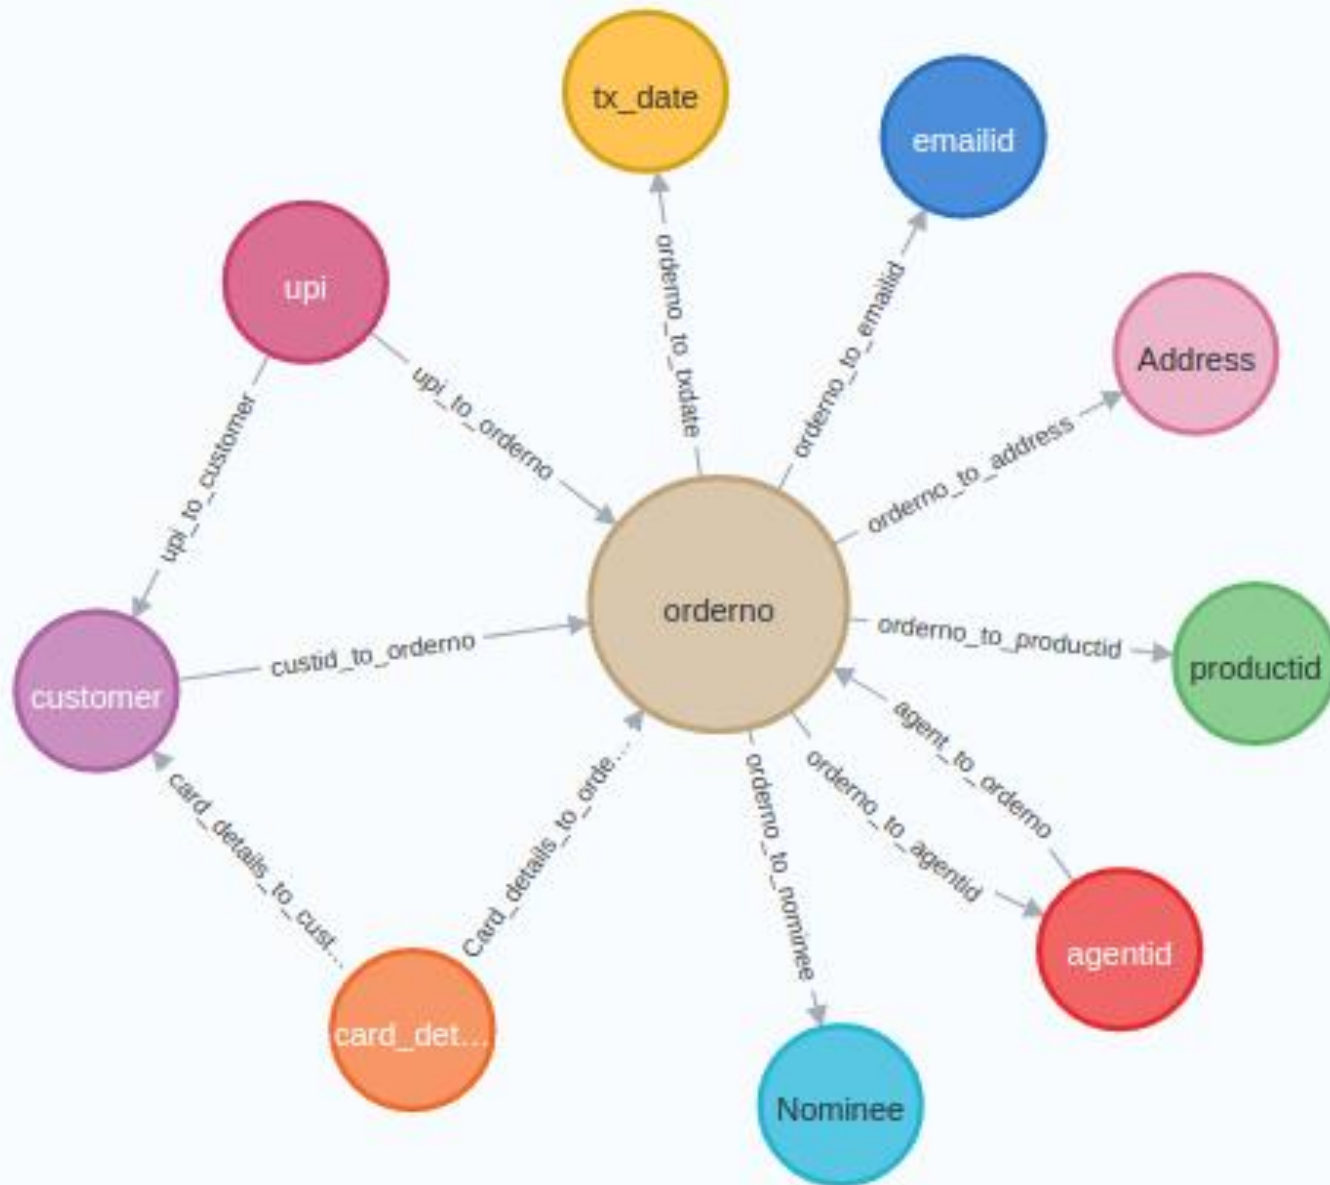 tx_date
emailid
upi
Address
orderno_to_txdate
orderno_to_emailid
upi_to_orderno
upi_to_customer
orderno_to_address
orderno
custid_to_orderno
orderno_to_productid
productid
customer
agent_to_orderno
orderno_to_agentid
orderno_to_nominee
Card_details_to_orde...
card_details_to_cust...
agentid
card_det...
Nominee